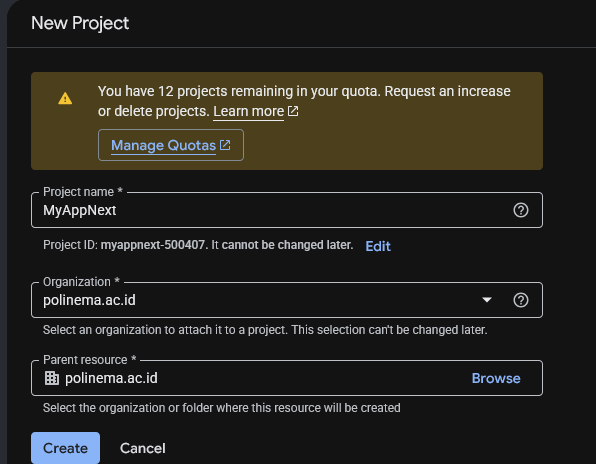 New Project
You have 12 projects remaining in your quota. Request an increase
or delete projects. Learn more
Manage Quotas
Project name *
MyAppNext
Project ID: myappnext-500407. It cannot be changed later. Edit
Organization *
polinema.ac.id
Select an organization to attach it to a project. This selection can't be changed later.
Parent resource *
polinema.ac.id Browse
Select the organization or folder where this resource will be created
Create Cancel